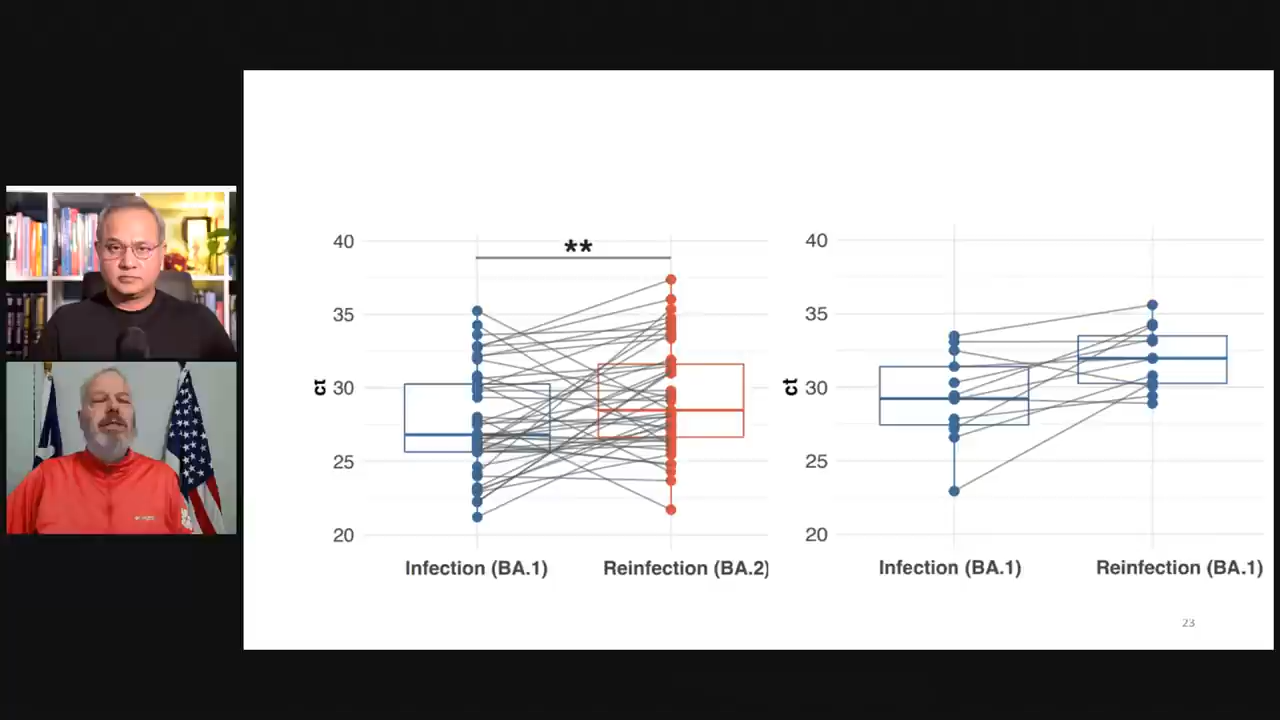 **
40
35
30
25
20
ct
Infection (BA.1)
Reinfection (BA.2)
40
35
30
25
20
ct
Infection (BA.1)
Reinfection (BA.1)
23